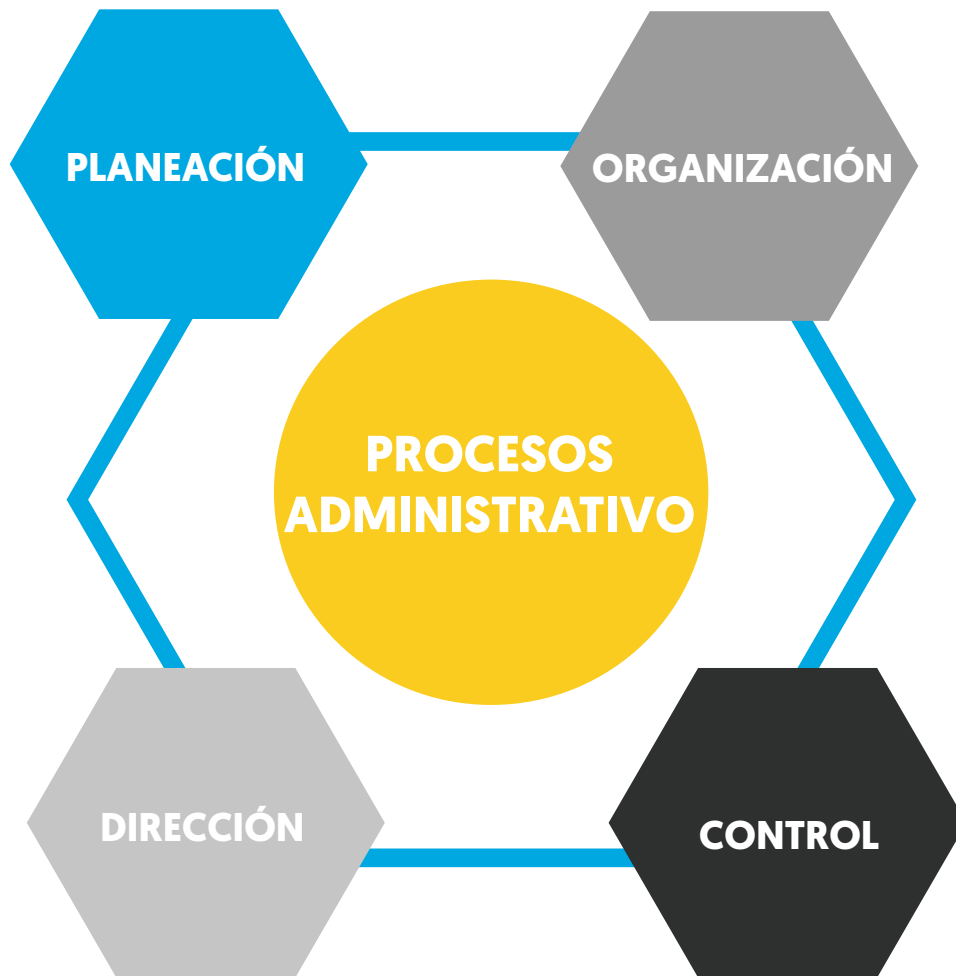 PLANEACIÓN
ORGANIZACIÓN
PROCESOS
ADMINISTRATIVO
DIRECCIÓN
CONTROL